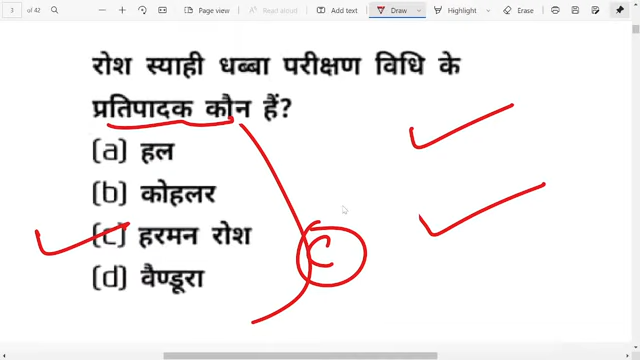 3 of 42 Page view Read aloud Add text Draw Highlight Erase
रोश स्याही धब्बा परीक्षण विधि के
प्रतिपादक कौन हैं?
(a) हल
(b) कोहलर
(c) हरमन रोश
(d) वैण्डूरा
C